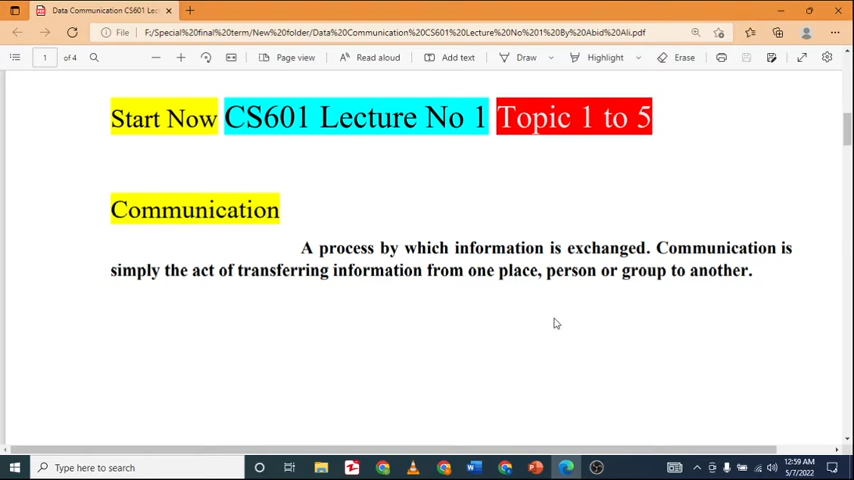 Data Communication CS601 Lec
File
F:/Special%20final%20term/New%20folder/Data%20Communication%20CS601%20Lecture%20No%201%20By%20Abid%20Ali.pdf
1 of 4
Page view
Read aloud
Add text
Draw
Highlight
Erase
Start Now CS601 Lecture No 1 Topic 1 to 5
Communication
A process by which information is exchanged. Communication is
simply the act of transferring information from one place, person or group to another.
Type here to search
12:59 AM
5/7/2022